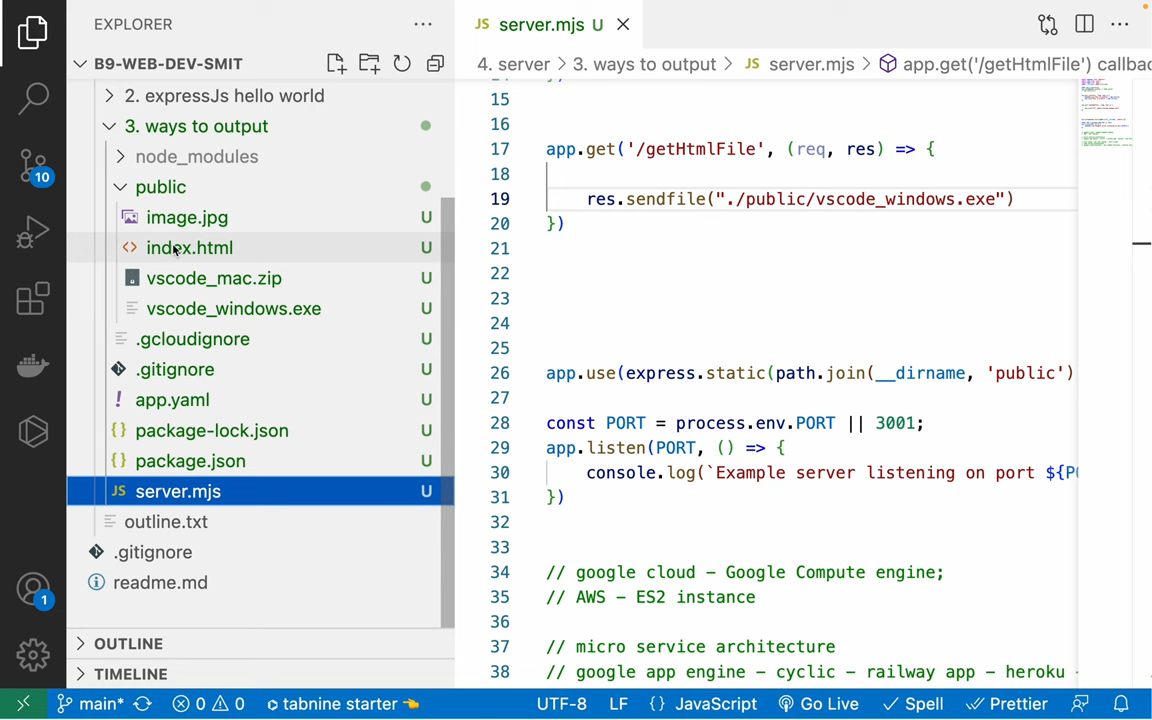 EXPLORER
B9-WEB-DEV-SMIT
2. expressJs hello world
3. ways to output
node_modules
public
image.jpg U
index.html U
vscode_mac.zip U
vscode_windows.exe U
.gcloudignore U
.gitignore U
app.yaml U
package-lock.json U
package.json U
JS server.mjs U
outline.txt
.gitignore
readme.md
OUTLINE
TIMELINE
10
1
JS server.mjs U
4. server > 3. ways to output > JS server.mjs > app.get('/getHtmlFile') callbac
15
16
17 app.get('/getHtmlFile', (req, res) => {
18
19 res.sendfile("./public/vscode_windows.exe")
20 })
21
22
23
24
25
26 app.use(express.static(path.join(__dirname, 'public')
27
28 const PORT = process.env.PORT || 3001;
29 app.listen(PORT, () => {
30 console.log(`Example server listening on port ${P
31 })
32
33
34 // google cloud - Google Compute engine;
35 // AWS - ES2 instance
36
37 // micro service architecture
38 // google app engine - cyclic - railway app - heroku -
main* 0 0 tabnine starter UTF-8 LF {} JavaScript Go Live Spell Prettier